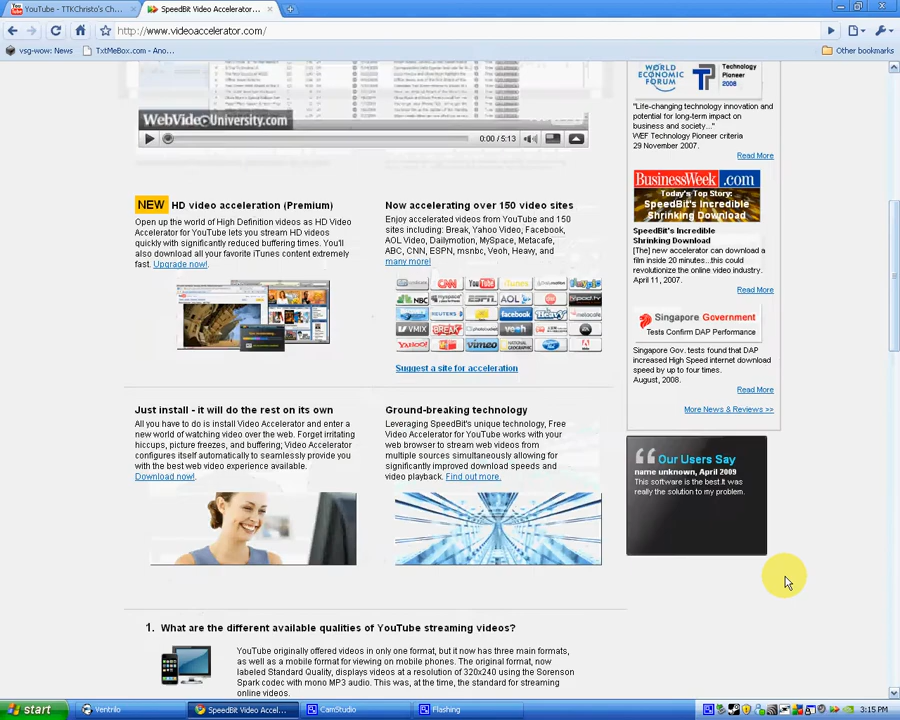 YouTube - TTKChristo's Ch...
SpeedBit Video Accelerator...
http://www.videoaccelerator.com/
vsg-wow: News
TxtMeBox.com - Ano...
Other bookmarks
WebVideoUniversity.com
0:00 / 5:13
NEW HD video acceleration (Premium)
Open up the world of High Definition videos as HD Video
Accelerator for YouTube lets you stream HD videos
quickly with significantly reduced buffering times. You'll
also download all your favorite iTunes content extremely
fast. Upgrade now!.
Now accelerating over 150 video sites
Enjoy accelerated videos from YouTube and 150
sites including: Break, Yahoo Video, Facebook,
AOL Video, Dailymotion, MySpace, Metacafe,
ABC, CNN, ESPN, msnbc, Veoh, Heavy, and
many more!
CNN YouTube iTunes
NBC myspace ESPN AOL
REUTERS facebook Heavy metacafe
VMIX BREAK photobucket veoh EA
YAHOO! vimeo NATIONAL GEOGRAPHIC
Suggest a site for acceleration
Just install - it will do the rest on its own
All you have to do is install Video Accelerator and enter a
new world of watching video over the web. Forget irritating
hiccups, picture freezes, and buffering; Video Accelerator
configures itself automatically to seamlessly provide you
with the best web video experience available.
Download now!.
Ground-breaking technology
Leveraging SpeedBit's unique technology, Free
Video Accelerator for YouTube works with your
web browser to stream web videos from
multiple sources simultaneously allowing for
significantly improved download speeds and
video playback. Find out more.
WORLD ECONOMIC FORUM
Technology
Pioneer
2008
"Life-changing technology innovation and
potential for long-term impact on
business and society..."
WEF Technology Pioneer criteria
29 November 2007.
Read More
BusinessWeek .com
Today's Top Story:
SpeedBit's Incredible
Shrinking Download
SpeedBit's Incredible
Shrinking Download
[The] new accelerator can download a
film inside 20 minutes...this could
revolutionize the online video industry.
April 11, 2007.
Read More
Singapore Government
Tests Confirm DAP Performance
Singapore Gov. tests found that DAP
increased High Speed internet download
speed by up to four times.
August, 2008.
Read More
More News & Reviews >>
Our Users Say
name unknown, April 2009
This software is the best.It was
really the solution to my problem.
1. What are the different available qualities of YouTube streaming videos?
YouTube originally offered videos in only one format, but it now has three main formats,
as well as a mobile format for viewing on mobile phones. The original format, now
labeled Standard Quality, displays videos at a resolution of 320x240 using the Sorenson
Spark codec with mono MP3 audio. This was, at the time, the standard for streaming
online videos.
start
Ventrilo
SpeedBit Video Accel...
CamStudio
Flashing
3:15 PM